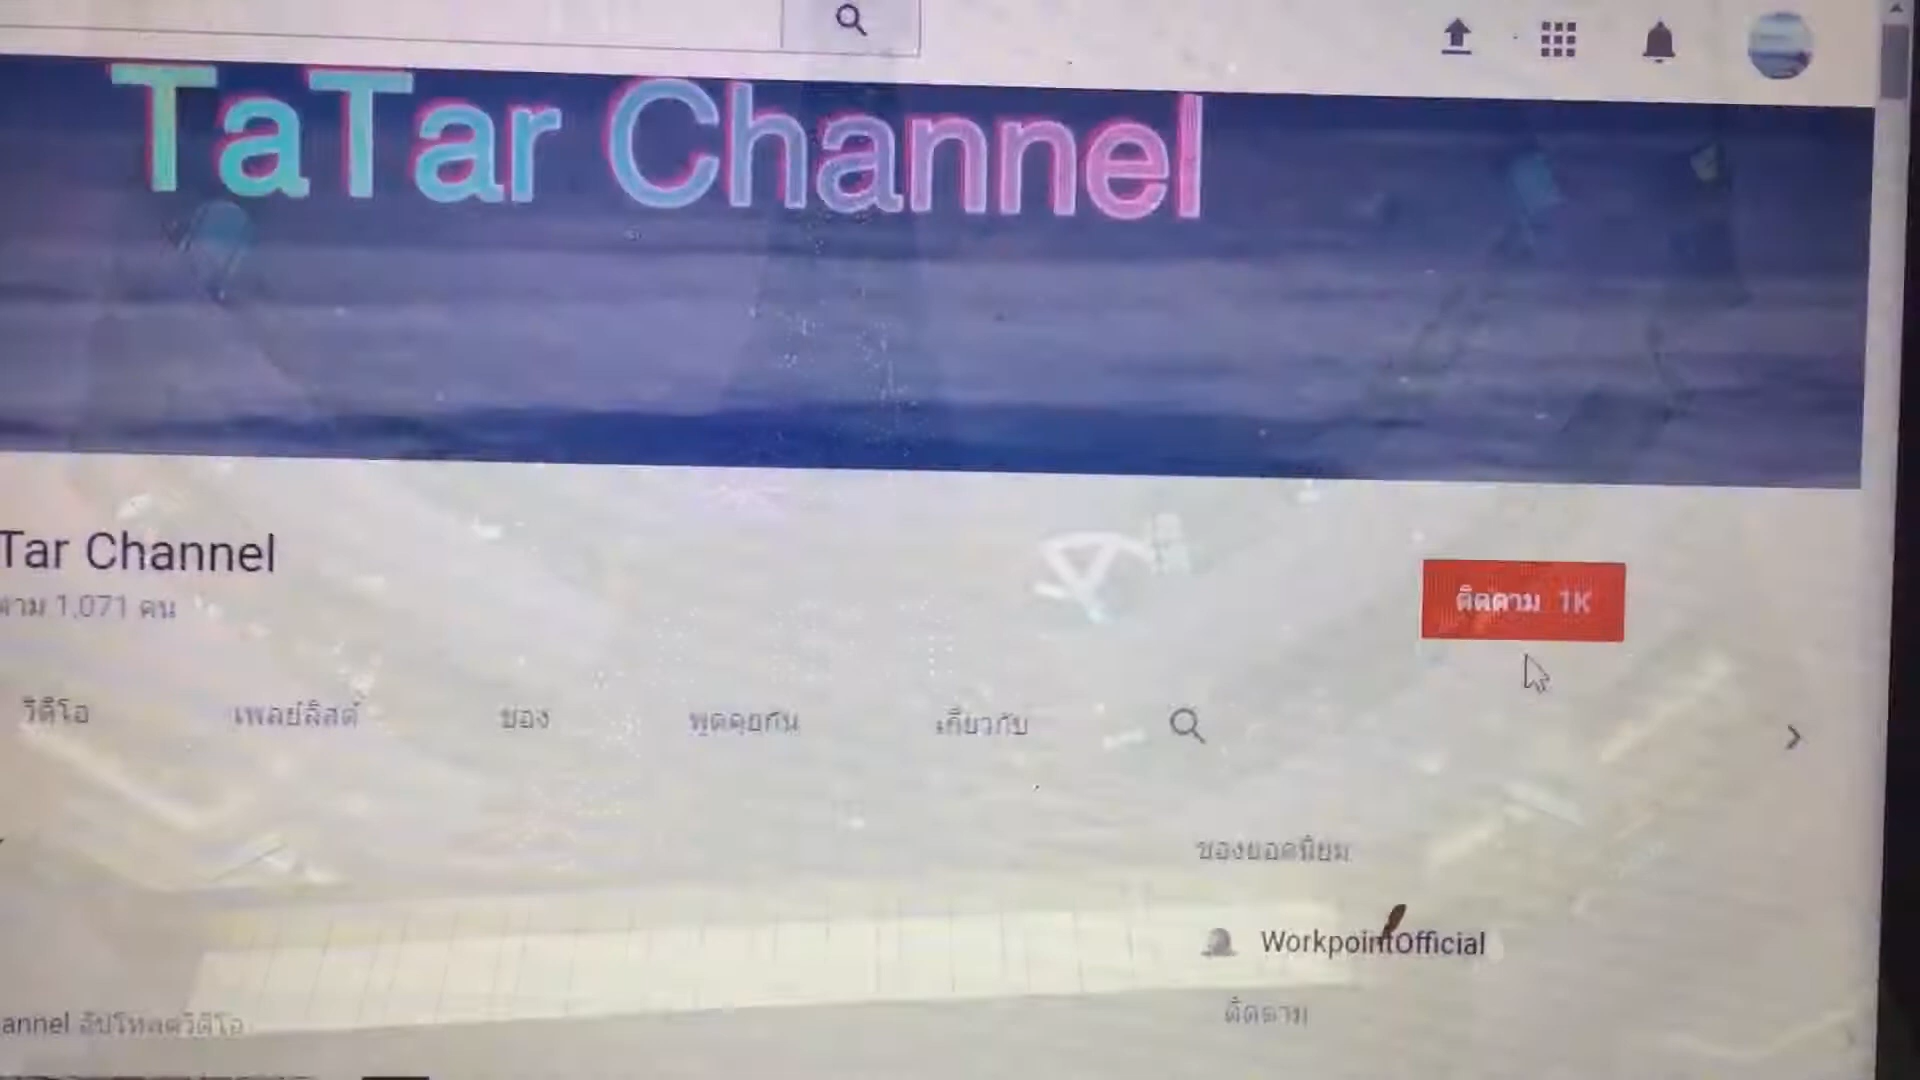 TaTar Channel
Tar Channel
ตาม 1,071 คน
ติดตาม 1K
วิดีโอ เพลย์ลิสต์ ช่อง พูดคุยกัน เกี่ยวกับ
ช่องยอดนิยม
WorkpointOfficial
annel อัปโหลดวิดีโอ
ติดตาม